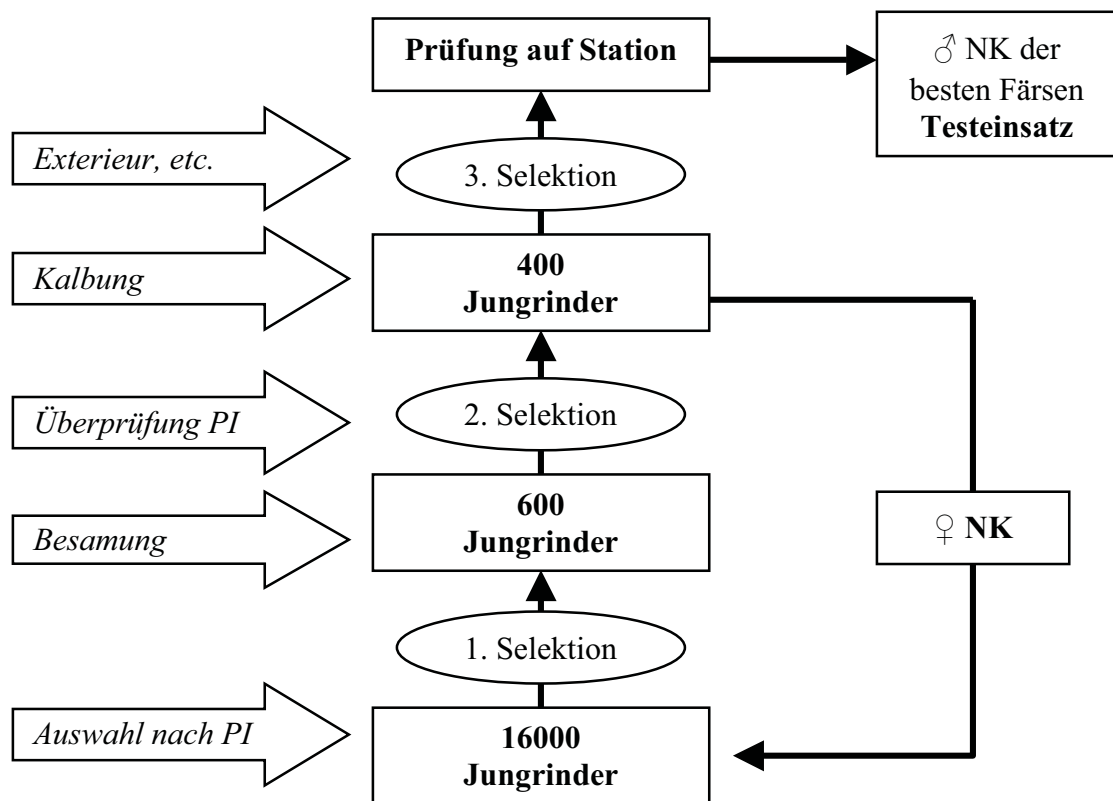 Prüfung auf Station
♂ NK der
besten Färsen
Testeinsatz
Exterieur, etc.
3. Selektion
Kalbung
400
Jungrinder
Überprüfung PI
2. Selektion
Besamung
600
Jungrinder
♀ NK
1. Selektion
Auswahl nach PI
16000
Jungrinder